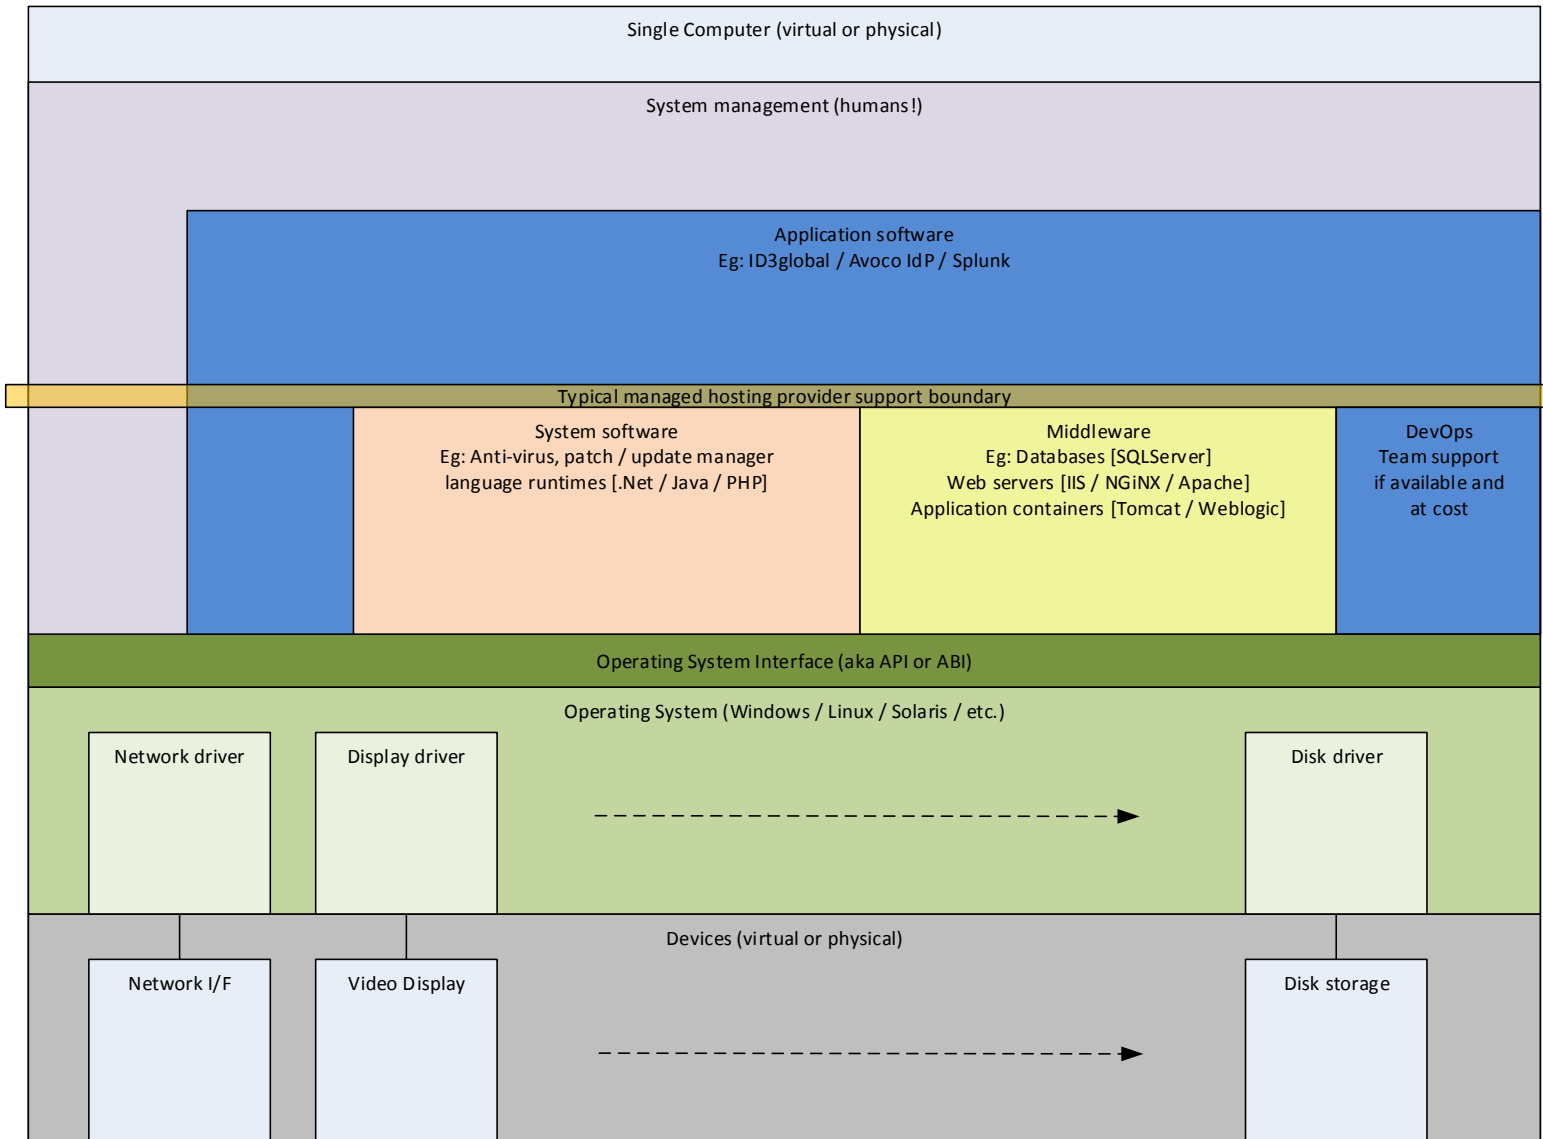 Single Computer (virtual or physical)
System management (humans!)
Application software
Eg: ID3global / Avoco IdP / Splunk
Typical managed hosting provider support boundary
System software
Eg: Anti-virus, patch / update manager
language runtimes [.Net / Java / PHP]
Middleware
Eg: Databases [SQLServer]
Web servers [IIS / NGiNX / Apache]
Application containers [Tomcat / Weblogic]
DevOps
Team support
if available and
at cost
Operating System Interface (aka API or ABI)
Operating System (Windows / Linux / Solaris / etc.)
Network driver
Display driver
Disk driver
Devices (virtual or physical)
Network I/F
Video Display
Disk storage